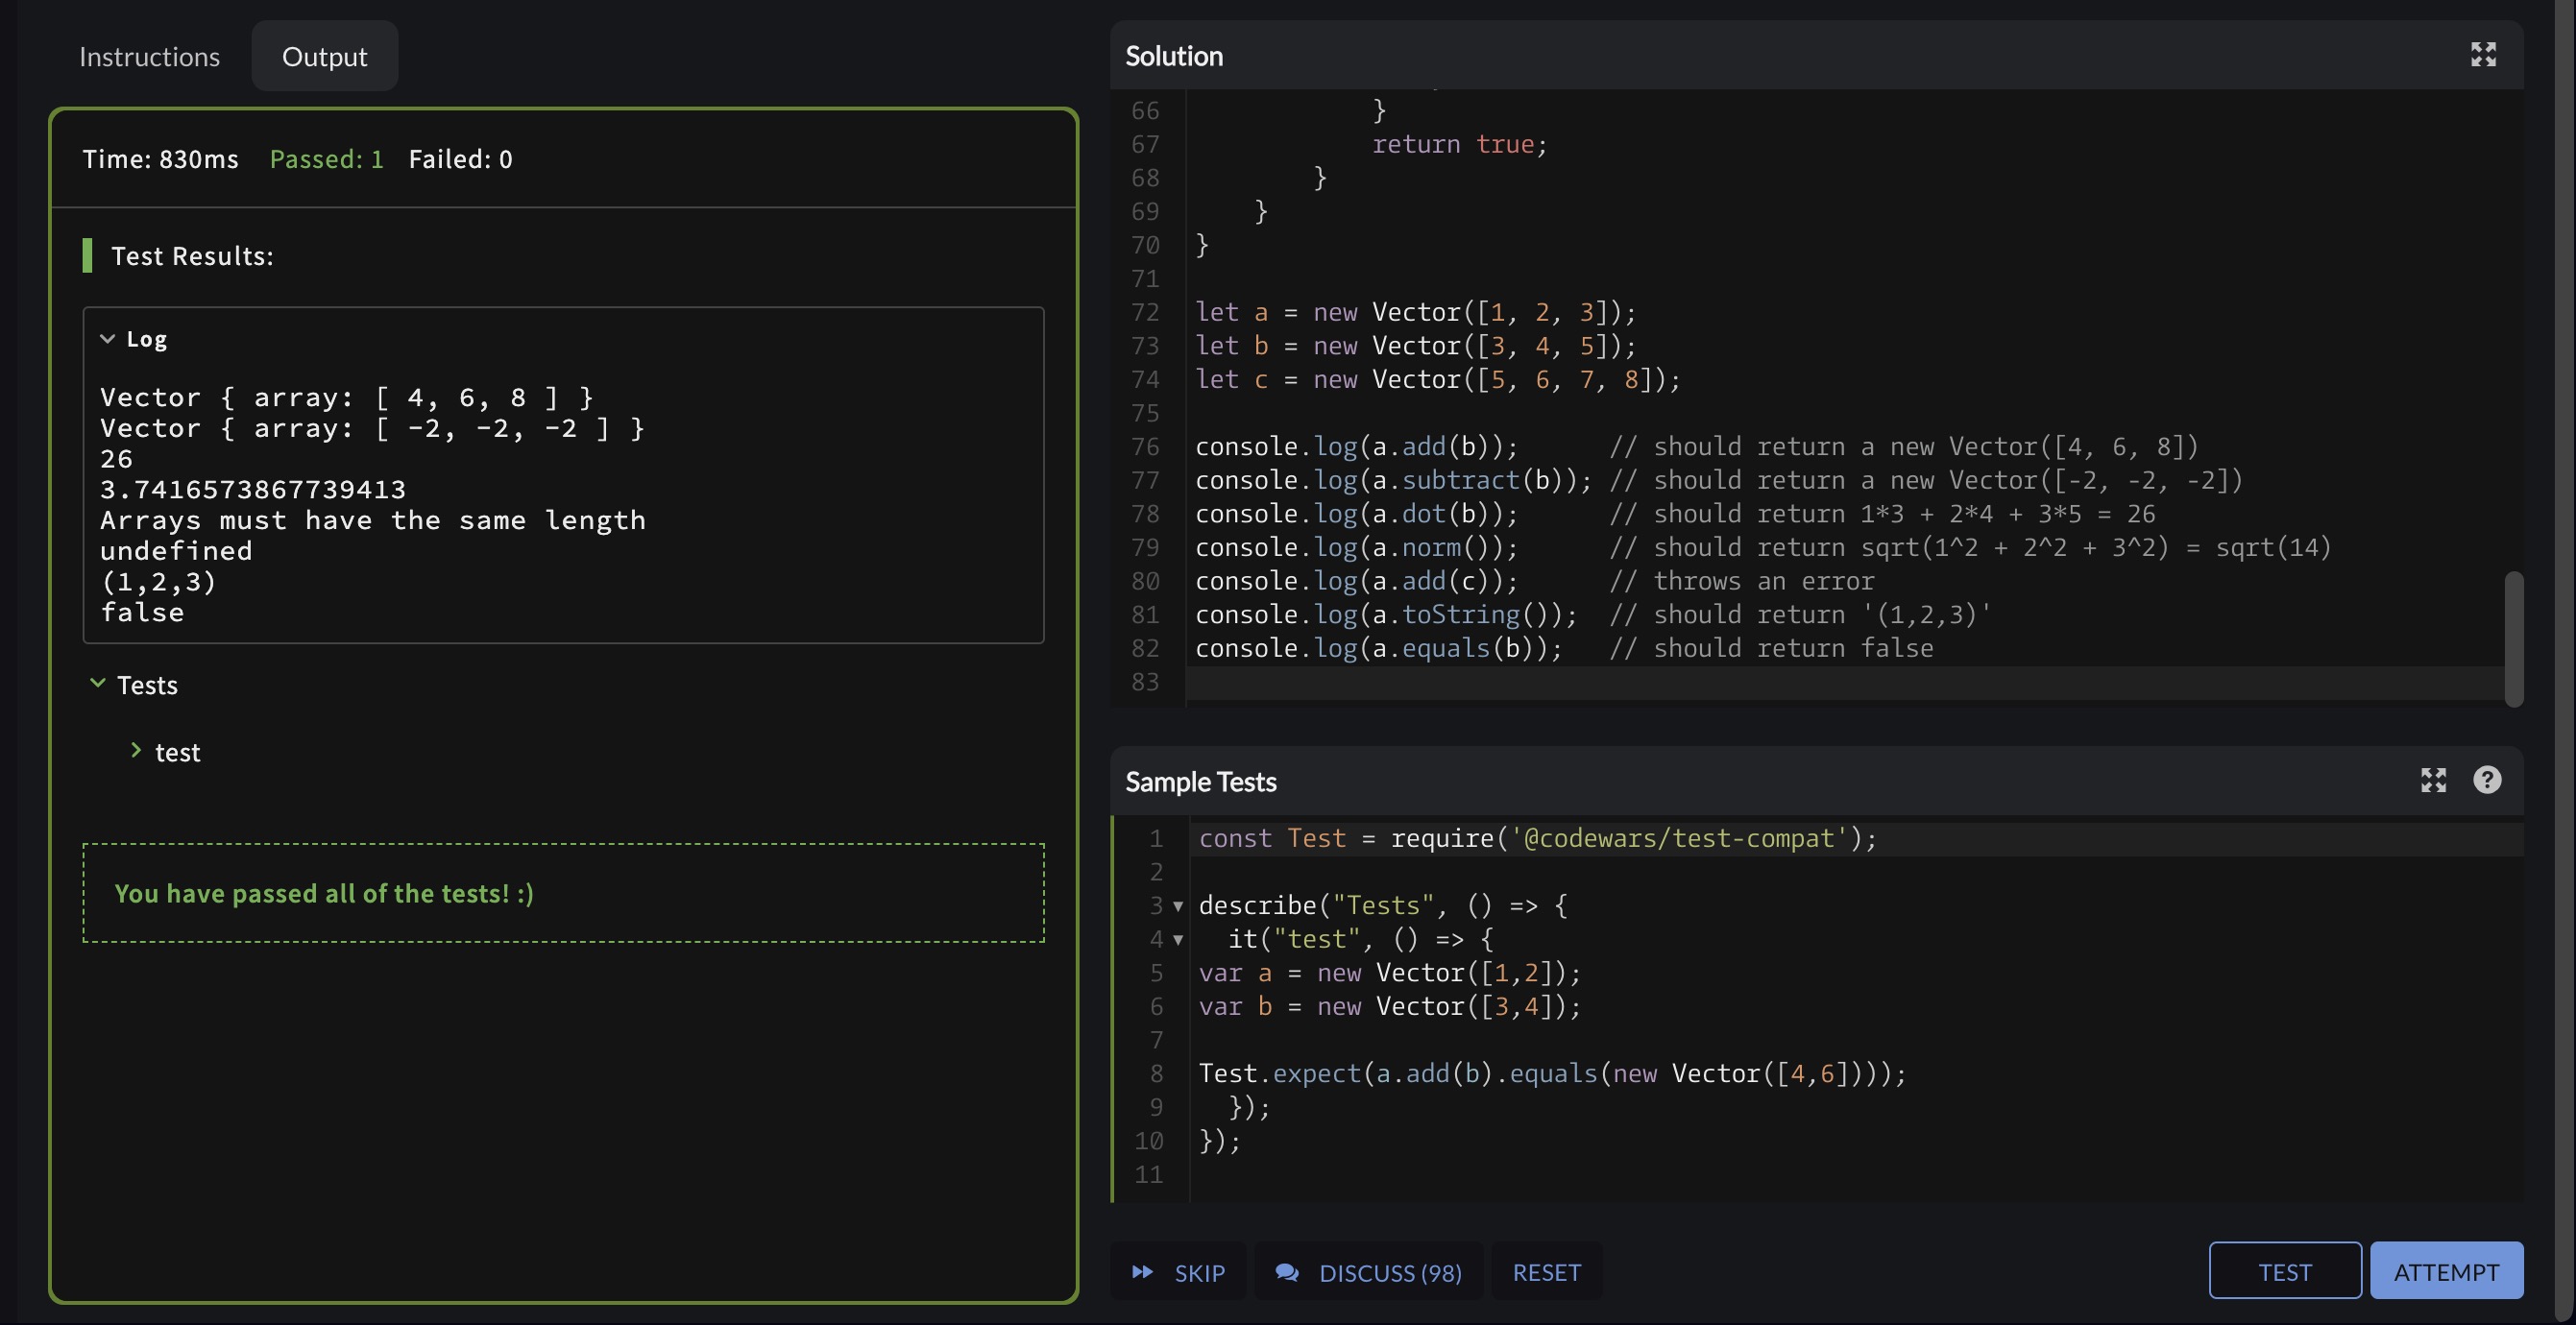 Instructions
Output
Time: 830ms Passed: 1 Failed: 0
Test Results:
Log
Vector { array: [ 4, 6, 8 ] }
Vector { array: [ -2, -2, -2 ] }
26
3.7416573867739413
Arrays must have the same length
undefined
(1,2,3)
false
Tests
test
You have passed all of the tests! :)
Solution
66 }
67 return true;
68 }
69 }
70 }
71
72 let a = new Vector([1, 2, 3]);
73 let b = new Vector([3, 4, 5]);
74 let c = new Vector([5, 6, 7, 8]);
75
76 console.log(a.add(b)); // should return a new Vector([4, 6, 8])
77 console.log(a.subtract(b)); // should return a new Vector([-2, -2, -2])
78 console.log(a.dot(b)); // should return 1*3 + 2*4 + 3*5 = 26
79 console.log(a.norm()); // should return sqrt(1^2 + 2^2 + 3^2) = sqrt(14)
80 console.log(a.add(c)); // throws an error
81 console.log(a.toString()); // should return '(1,2,3)'
82 console.log(a.equals(b)); // should return false
83
Sample Tests
?
1 const Test = require('@codewars/test-compat');
2
3 describe("Tests", () => {
4 it("test", () => {
5 var a = new Vector([1,2]);
6 var b = new Vector([3,4]);
7
8 Test.expect(a.add(b).equals(new Vector([4,6])));
9 });
10 });
11
SKIP
DISCUSS (98)
RESET
TEST
ATTEMPT